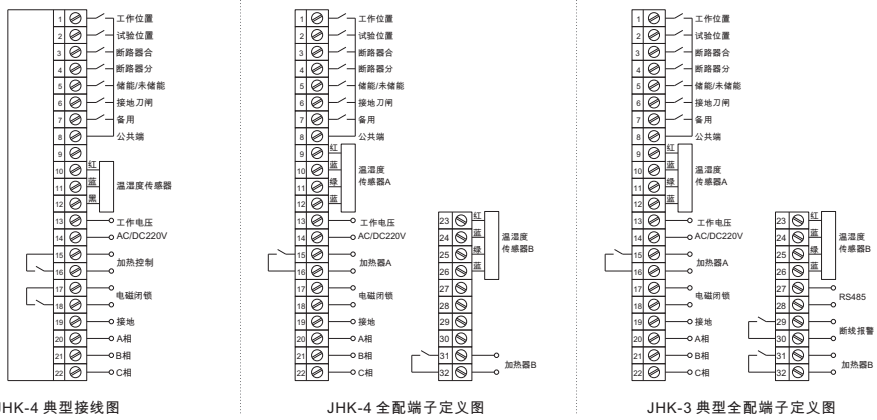 1 工作位置
2 试验位置
3 断路器合
4 断路器分
5 储能/未储能
6 接地刀闸
7 备用
8 公共端
9
10 红
11 蓝 温湿度传感器
12 黑
13 工作电压
14 AC/DC220V
15
加热控制
16
17
电磁闭锁
18
19 接地
20 A相
21 B相
22 C相
JHK-4 典型接线图
1 工作位置
2 试验位置
3 断路器合
4 断路器分
5 储能/未储能
6 接地刀闸
7 备用
8 公共端
9 红
10 蓝 温湿度
11 绿 传感器A
12 蓝
13 工作电压
14 AC/DC220V
15
加热器A
16
17
电磁闭锁
18
19 接地
20 A相
21 B相
22 C相
23 红
24 蓝 温湿度
25 绿 传感器B
26 蓝
27
28
29
30
31
加热器B
32
JHK-4 全配端子定义图
1 工作位置
2 试验位置
3 断路器合
4 断路器分
5 储能/未储能
6 接地刀闸
7 备用
8 公共端
9 红
10 蓝 温湿度
11 绿 传感器A
12 蓝
13 工作电压
14 AC/DC220V
15
加热器A
16
17
电磁闭锁
18
19 接地
20 A相
21 B相
22 C相
23 红
24 蓝 温湿度
25 绿 传感器B
26 蓝
27
RS485
28
29
断线报警
30
31
加热器B
32
JHK-3 典型全配端子定义图